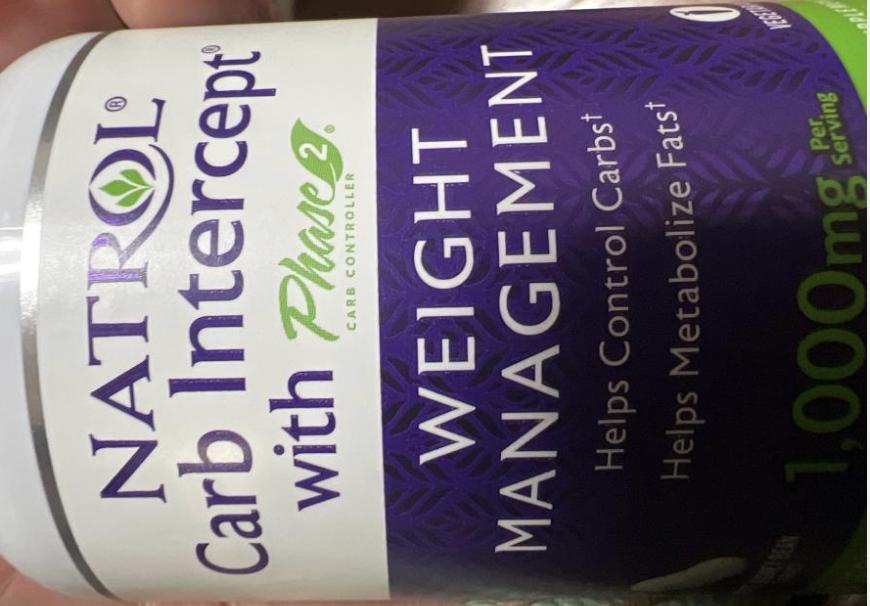 NATROL®
Carb Intercept®
with Phase 2®
CARB CONTROLLER
WEIGHT
MANAGEMENT
Helps Control Carbs†
Helps Metabolize Fats†
1,000mg Per
Serving